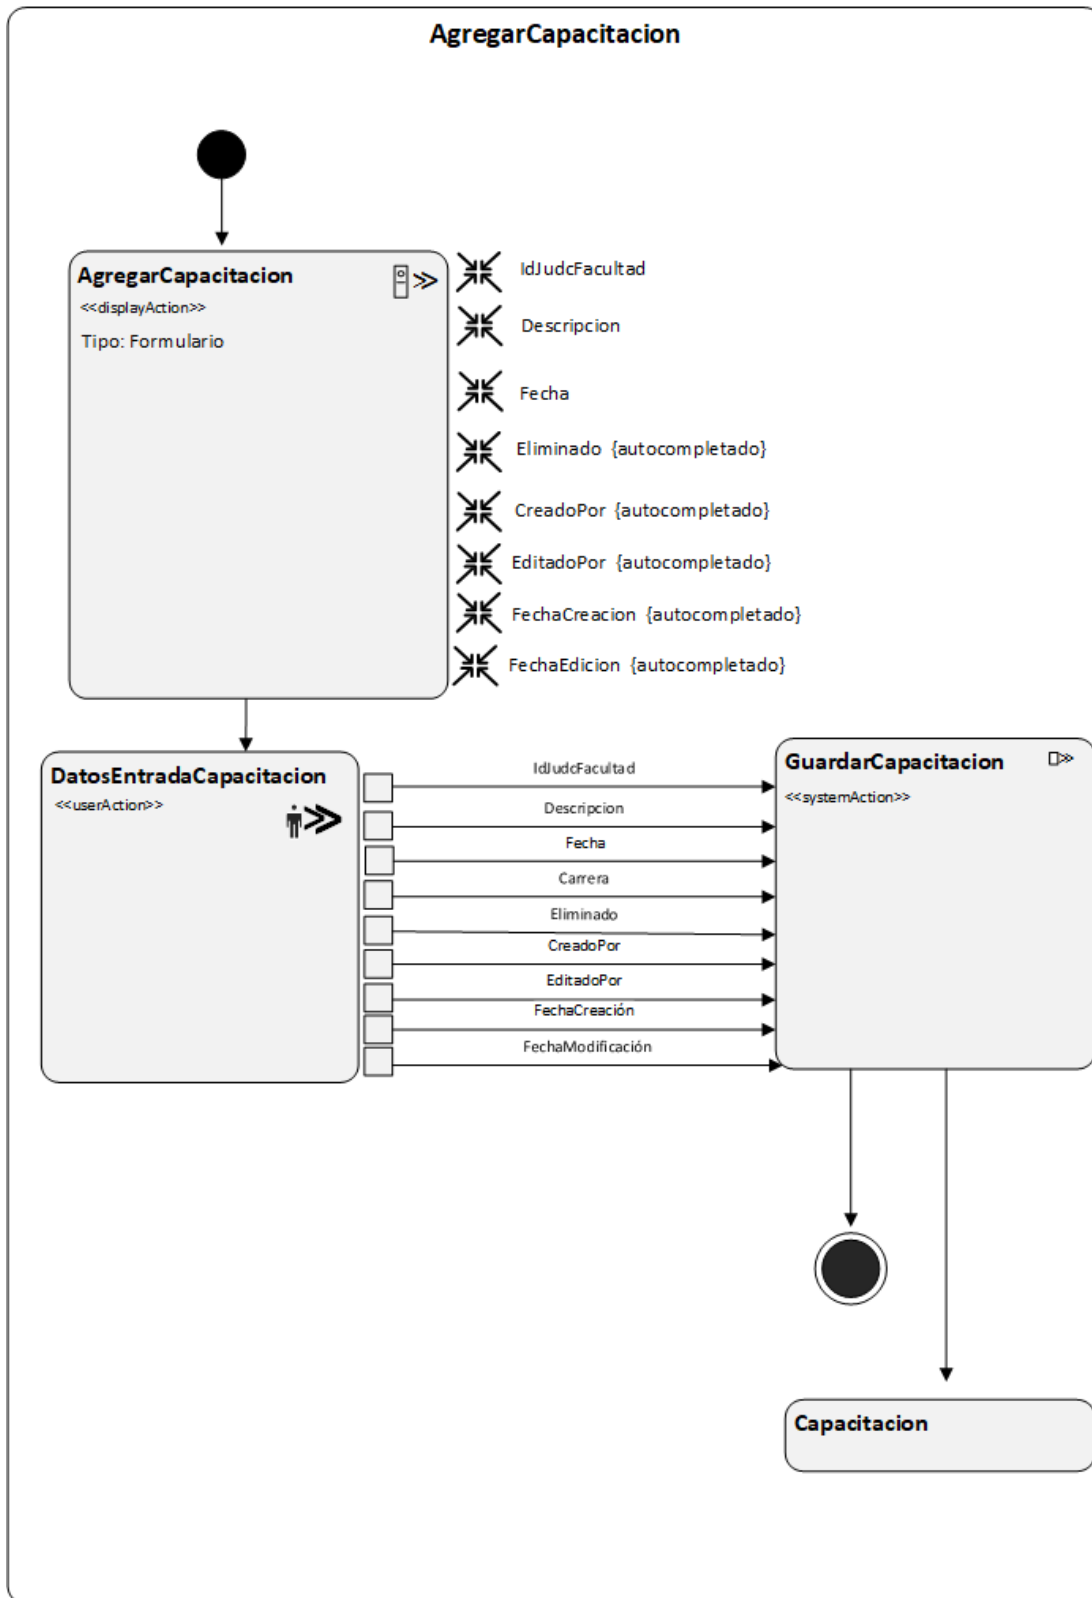 AgregarCapacitacion
AgregarCapacitacion
<<displayAction>>
Tipo: Formulario
IdJudcFacultad
Descripcion
Fecha
Eliminado {autocompletado}
CreadoPor {autocompletado}
EditadoPor {autocompletado}
FechaCreacion {autocompletado}
FechaEdicion {autocompletado}
DatosEntradaCapacitacion
<<userAction>>
IdJudcFacultad
Descripcion
Fecha
Carrera
Eliminado
CreadoPor
EditadoPor
FechaCreación
FechaModificación
GuardarCapacitacion
<<systemAction>>
Capacitacion